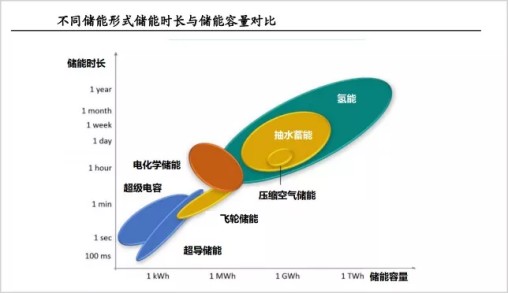 不同储能形式储能时长与储能容量对比
储能时长
1 year
1 month
1 week
1 day
1 hour
1 min
1 sec
100 ms
氢能
抽水蓄能
电化学储能
压缩空气储能
超级电容
飞轮储能
超导储能
1 kWh
1 MWh
1 GWh
1 TWh
储能容量